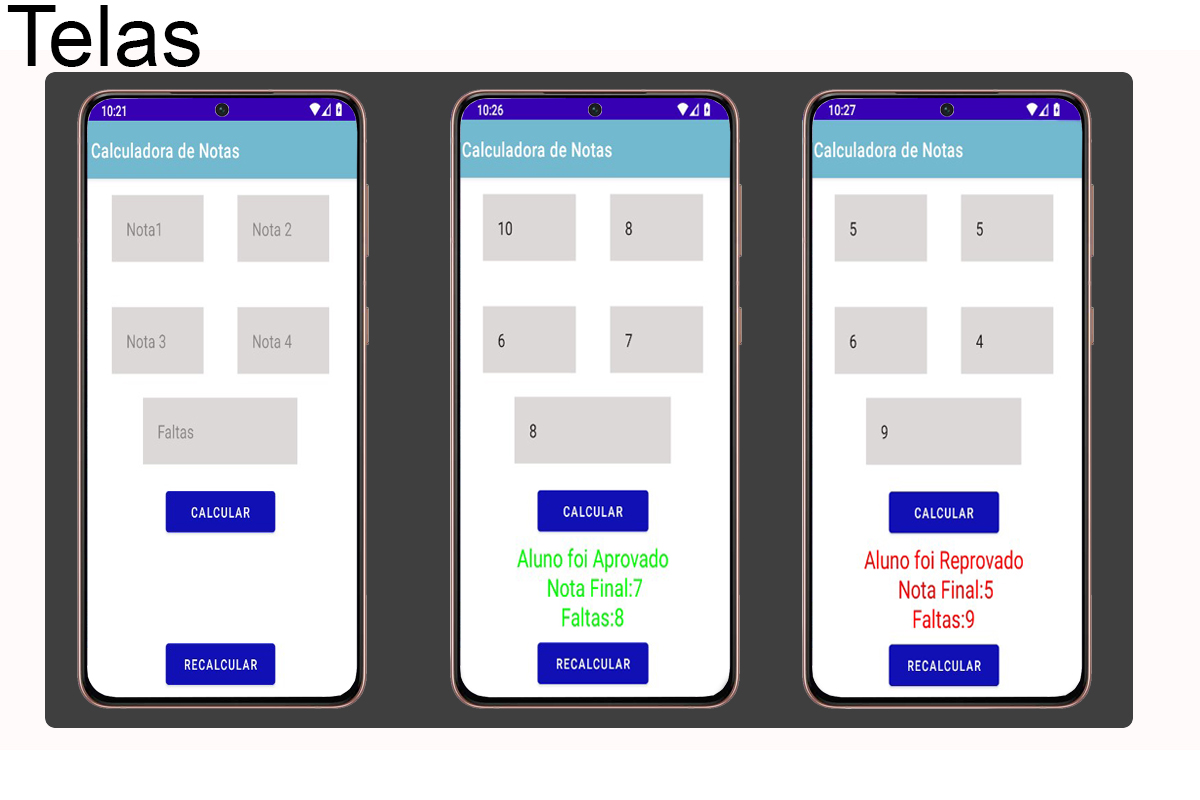 Telas
10:21
Calculadora de Notas
Nota1
Nota 2
Nota 3
Nota 4
Faltas
CALCULAR
RECALCULAR
10:26
Calculadora de Notas
10
8
6
7
8
CALCULAR
Aluno foi Aprovado
Nota Final:7
Faltas:8
RECALCULAR
10:27
Calculadora de Notas
5
5
6
4
9
CALCULAR
Aluno foi Reprovado
Nota Final:5
Faltas:9
RECALCULAR